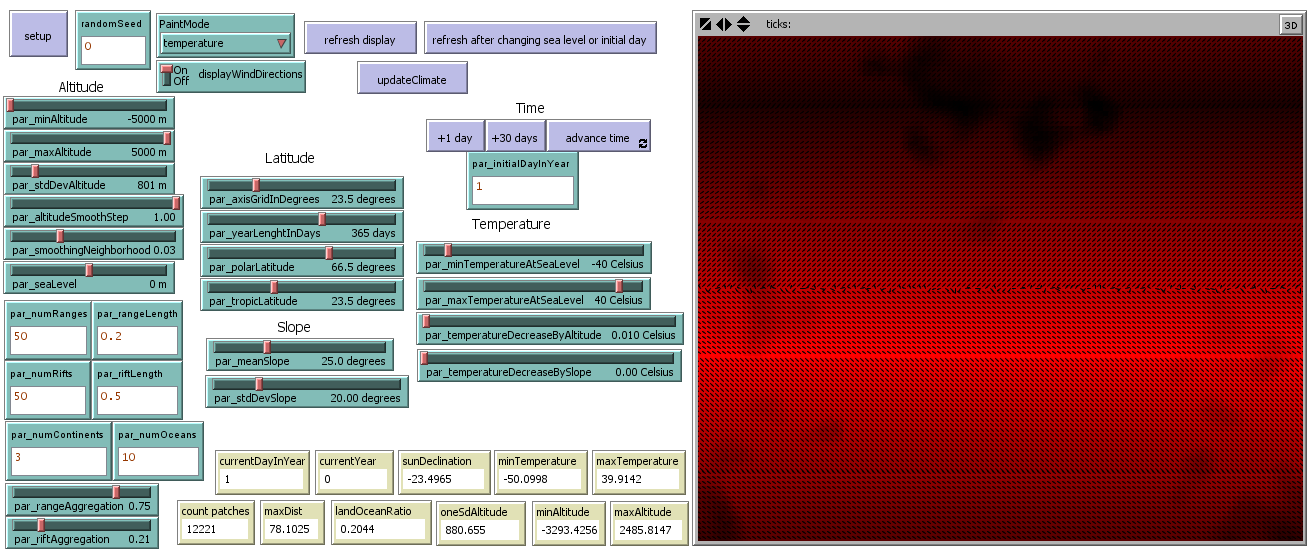 setup
randomSeed
0
PaintMode
temperature
On
Off
displayWindDirections
refresh display
refresh after changing sea level or initial day
updateClimate
Altitude
par_minAltitude -5000 m
par_maxAltitude 5000 m
par_stdDevAltitude 801 m
par_altitudeSmoothStep 1.00
par_smoothingNeighborhood 0.03
par_seaLevel 0 m
par_numRanges
50
par_rangeLength
0.2
par_numRifts
50
par_riftLength
0.5
par_numContinents
3
par_numOceans
10
par_rangeAggregation 0.75
par_riftAggregation 0.21
Latitude
par_axisGridInDegrees 23.5 degrees
par_yearLenghtInDays 365 days
par_polarLatitude 66.5 degrees
par_tropicLatitude 23.5 degrees
Slope
par_meanSlope 25.0 degrees
par_stdDevSlope 20.00 degrees
Time
+1 day
+30 days
advance time
par_initialDayInYear
1
Temperature
par_minTemperatureAtSeaLevel -40 Celsius
par_maxTemperatureAtSeaLevel 40 Celsius
par_temperatureDecreaseByAltitude 0.010 Celsius
par_temperatureDecreaseBySlope 0.00 Celsius
currentDayInYear
1
currentYear
0
sunDeclination
-23.4965
minTemperature
-50.0998
maxTemperature
39.9142
count patches
12221
maxDist
78.1025
landOceanRatio
0.2044
oneSdAltitude
880.655
minAltitude
-3293.4256
maxAltitude
2485.8147
ticks:
3D